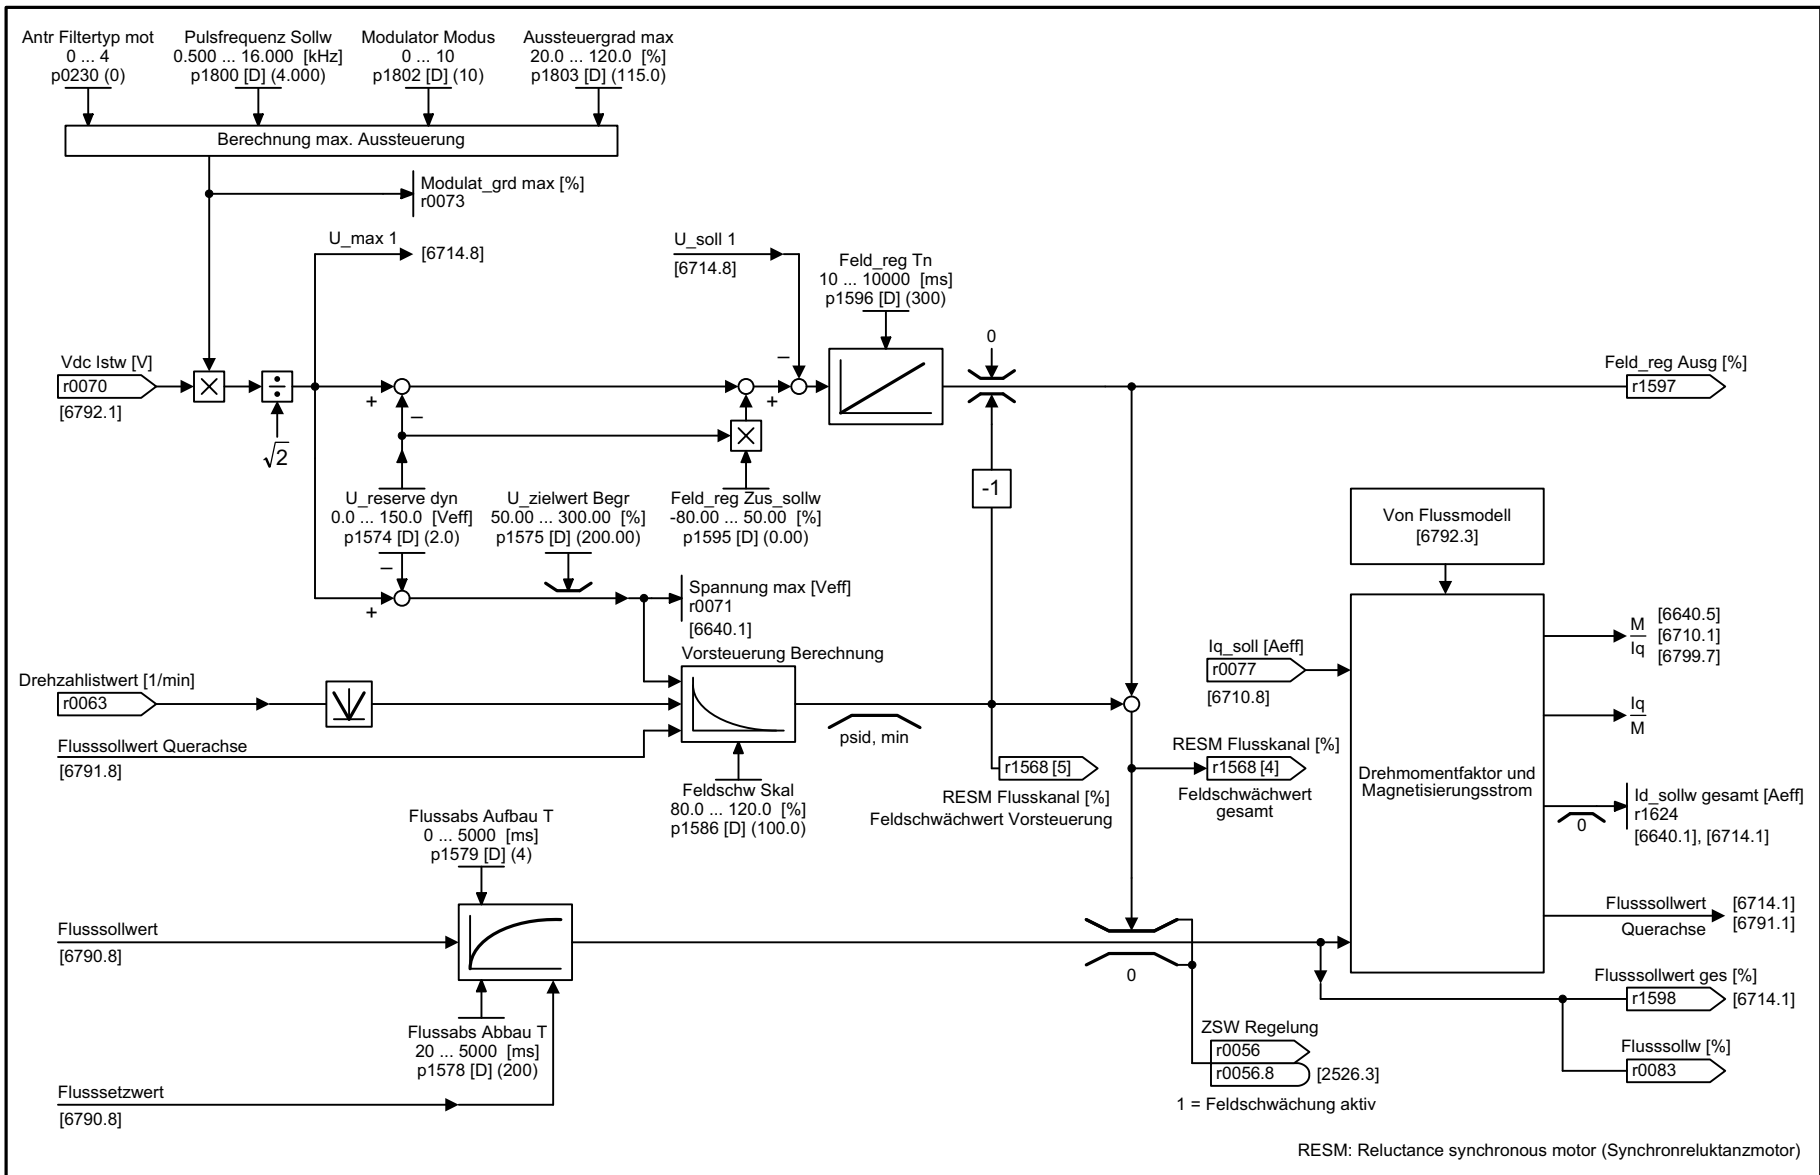 Antr Filtertyp mot
0 ... 4
p0230 (0)
Pulsfrequenz Sollw
0.500 ... 16.000 [kHz]
p1800 [D] (4.000)
Modulator Modus
0 ... 10
p1802 [D] (10)
Aussteuergrad max
20.0 ... 120.0 [%]
p1803 [D] (115.0)
Berechnung max. Aussteuerung
Modulat_grd max [%]
r0073
U_max 1
[6714.8]
U_soll 1
[6714.8]
Feld_reg Tn
10 ... 10000 [ms]
p1596 [D] (300)
0
Vdc Istw [V]
r0070
[6792.1]
×
÷
√2
+
–
+
–
Feld_reg Ausg [%]
r1597
×
-1
U_reserve dyn
0.0 ... 150.0 [Veff]
p1574 [D] (2.0)
U_zielwert Begr
50.00 ... 300.00 [%]
p1575 [D] (200.00)
Feld_reg Zus_sollw
-80.00 ... 50.00 [%]
p1595 [D] (0.00)
–
+
Spannung max [Veff]
r0071
[6640.1]
Von Flussmodell
[6792.3]
Drehzahlistwert [1/min]
r0063
Vorsteuerung Berechnung
psid, min
Flusssollwert Querachse
[6791.8]
Feldschw Skal
80.0 ... 120.0 [%]
p1586 [D] (100.0)
r1568 [5]
RESM Flusskanal [%]
Feldschwächwert Vorsteuerung
Iq_soll [Aeff]
r0077
[6710.8]
RESM Flusskanal [%]
r1568 [4]
Feldschwächwert
gesamt
Drehmomentfaktor und
Magnetisierungsstrom
M
Iq
[6640.5]
[6710.1]
[6799.7]
Iq
M
0
Id_sollw gesamt [Aeff]
r1624
[6640.1], [6714.1]
Flusssollwert
Querachse
[6714.1]
[6791.1]
Flussabs Aufbau T
0 ... 5000 [ms]
p1579 [D] (4)
Flusssollwert
[6790.8]
Flussabs Abbau T
20 ... 5000 [ms]
p1578 [D] (200)
Flusssetzwert
[6790.8]
0
Flusssollwert ges [%]
r1598
[6714.1]
Flusssollw [%]
r0083
ZSW Regelung
r0056
r0056.8
[2526.3]
1 = Feldschwächung aktiv
RESM: Reluctance synchronous motor (Synchronreluktanzmotor)